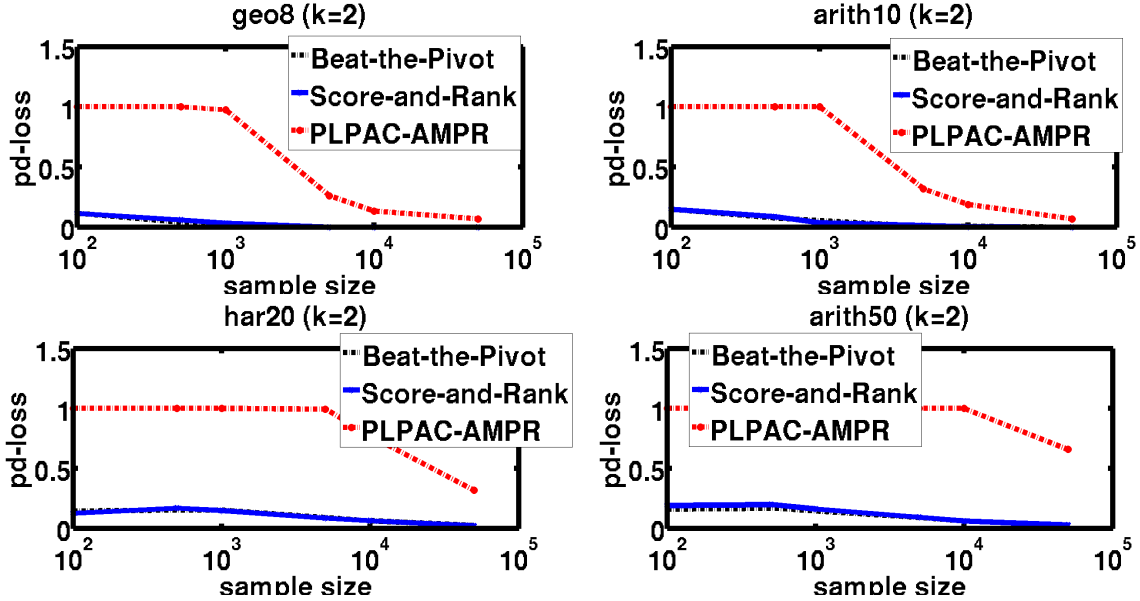 geo8 (k=2)
pd-loss
1.5
1
0.5
0
10^2
10^3
10^4
10^5
sample size
Beat-the-Pivot
Score-and-Rank
PLPAC-AMPR
arith10 (k=2)
pd-loss
1.5
1
0.5
0
10^2
10^3
10^4
10^5
sample size
Beat-the-Pivot
Score-and-Rank
PLPAC-AMPR
har20 (k=2)
pd-loss
1.5
1
0.5
0
10^2
10^3
10^4
10^5
sample size
Beat-the-Pivot
Score-and-Rank
PLPAC-AMPR
arith50 (k=2)
pd-loss
1.5
1
0.5
0
10^2
10^3
10^4
10^5
sample size
Beat-the-Pivot
Score-and-Rank
PLPAC-AMPR